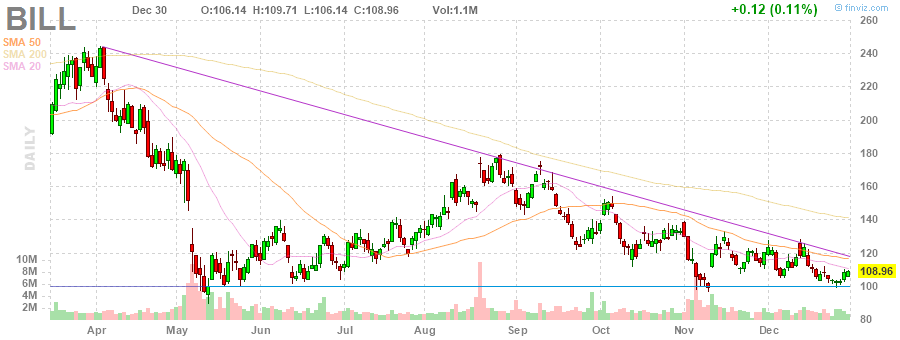 BILL
Dec 30 O:106.14 H:109.71 L:106.14 C:108.96 Vol:1.1M +0.12 (0.11%) © finviz.com
SMA 50
SMA 200
SMA 20
DAILY
260
240
220
200
180
160
140
120
108.96
100
80
10M
8M
6M
4M
2M
Apr May Jun Jul Aug Sep Oct Nov Dec